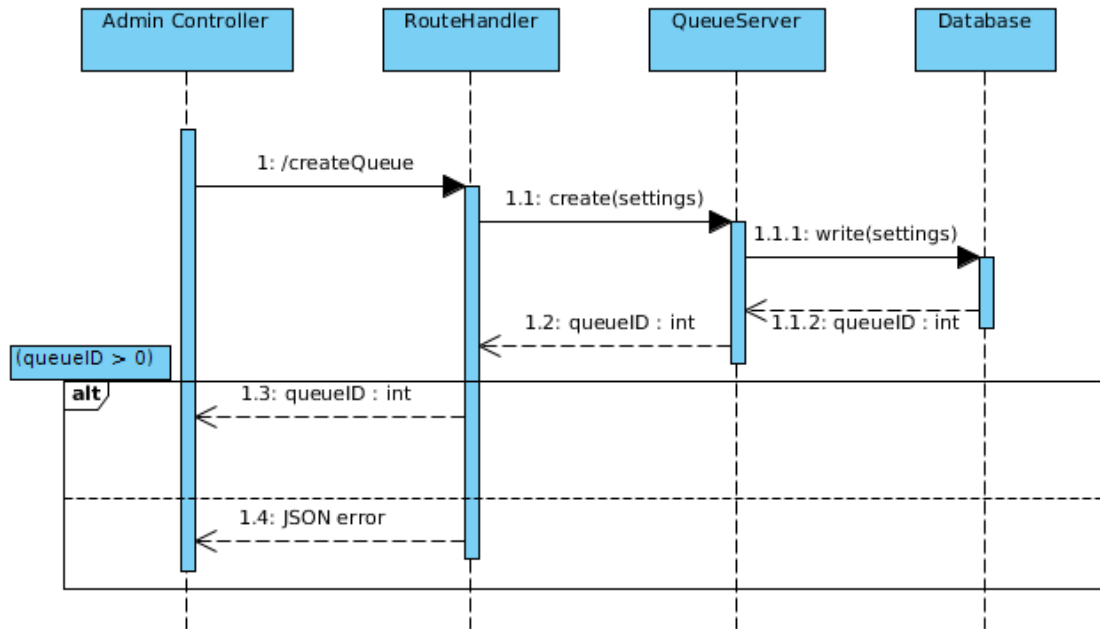 Admin Controller
RouteHandler
QueueServer
Database
1: /createQueue
1.1: create(settings)
1.1.1: write(settings)
1.1.2: queueID : int
1.2: queueID : int
(queueID > 0)
alt
1.3: queueID : int
1.4: JSON error